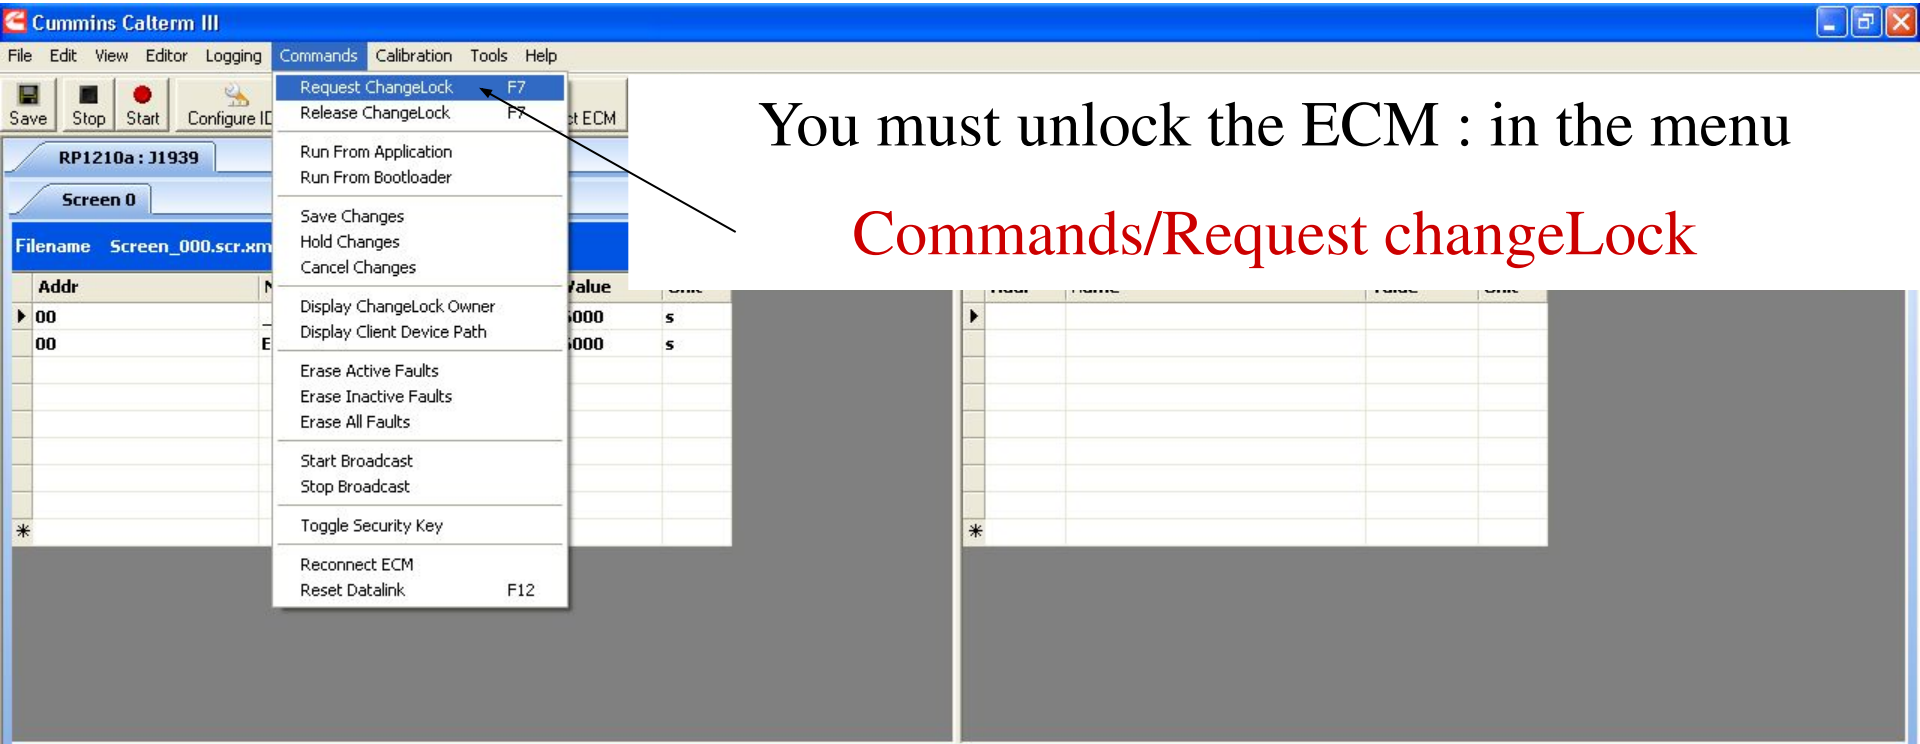 Cummins Calterm III
File Edit View Editor Logging Commands Calibration Tools Help
Save Stop Start Configure ECM
Request ChangeLock F7
Release ChangeLock F7
Run From Application
Run From Bootloader
Save Changes
Hold Changes
Cancel Changes
Display ChangeLock Owner
Display Client Device Path
Erase Active Faults
Erase Inactive Faults
Erase All Faults
Start Broadcast
Stop Broadcast
Toggle Security Key
Reconnect ECM
Reset Datalink F12
You must unlock the ECM : in the menu
Commands/Request changeLock
RP1210a : J1939
Screen 0
Filename Screen_000.scr.xm
Addr Value
00 s
00 E s